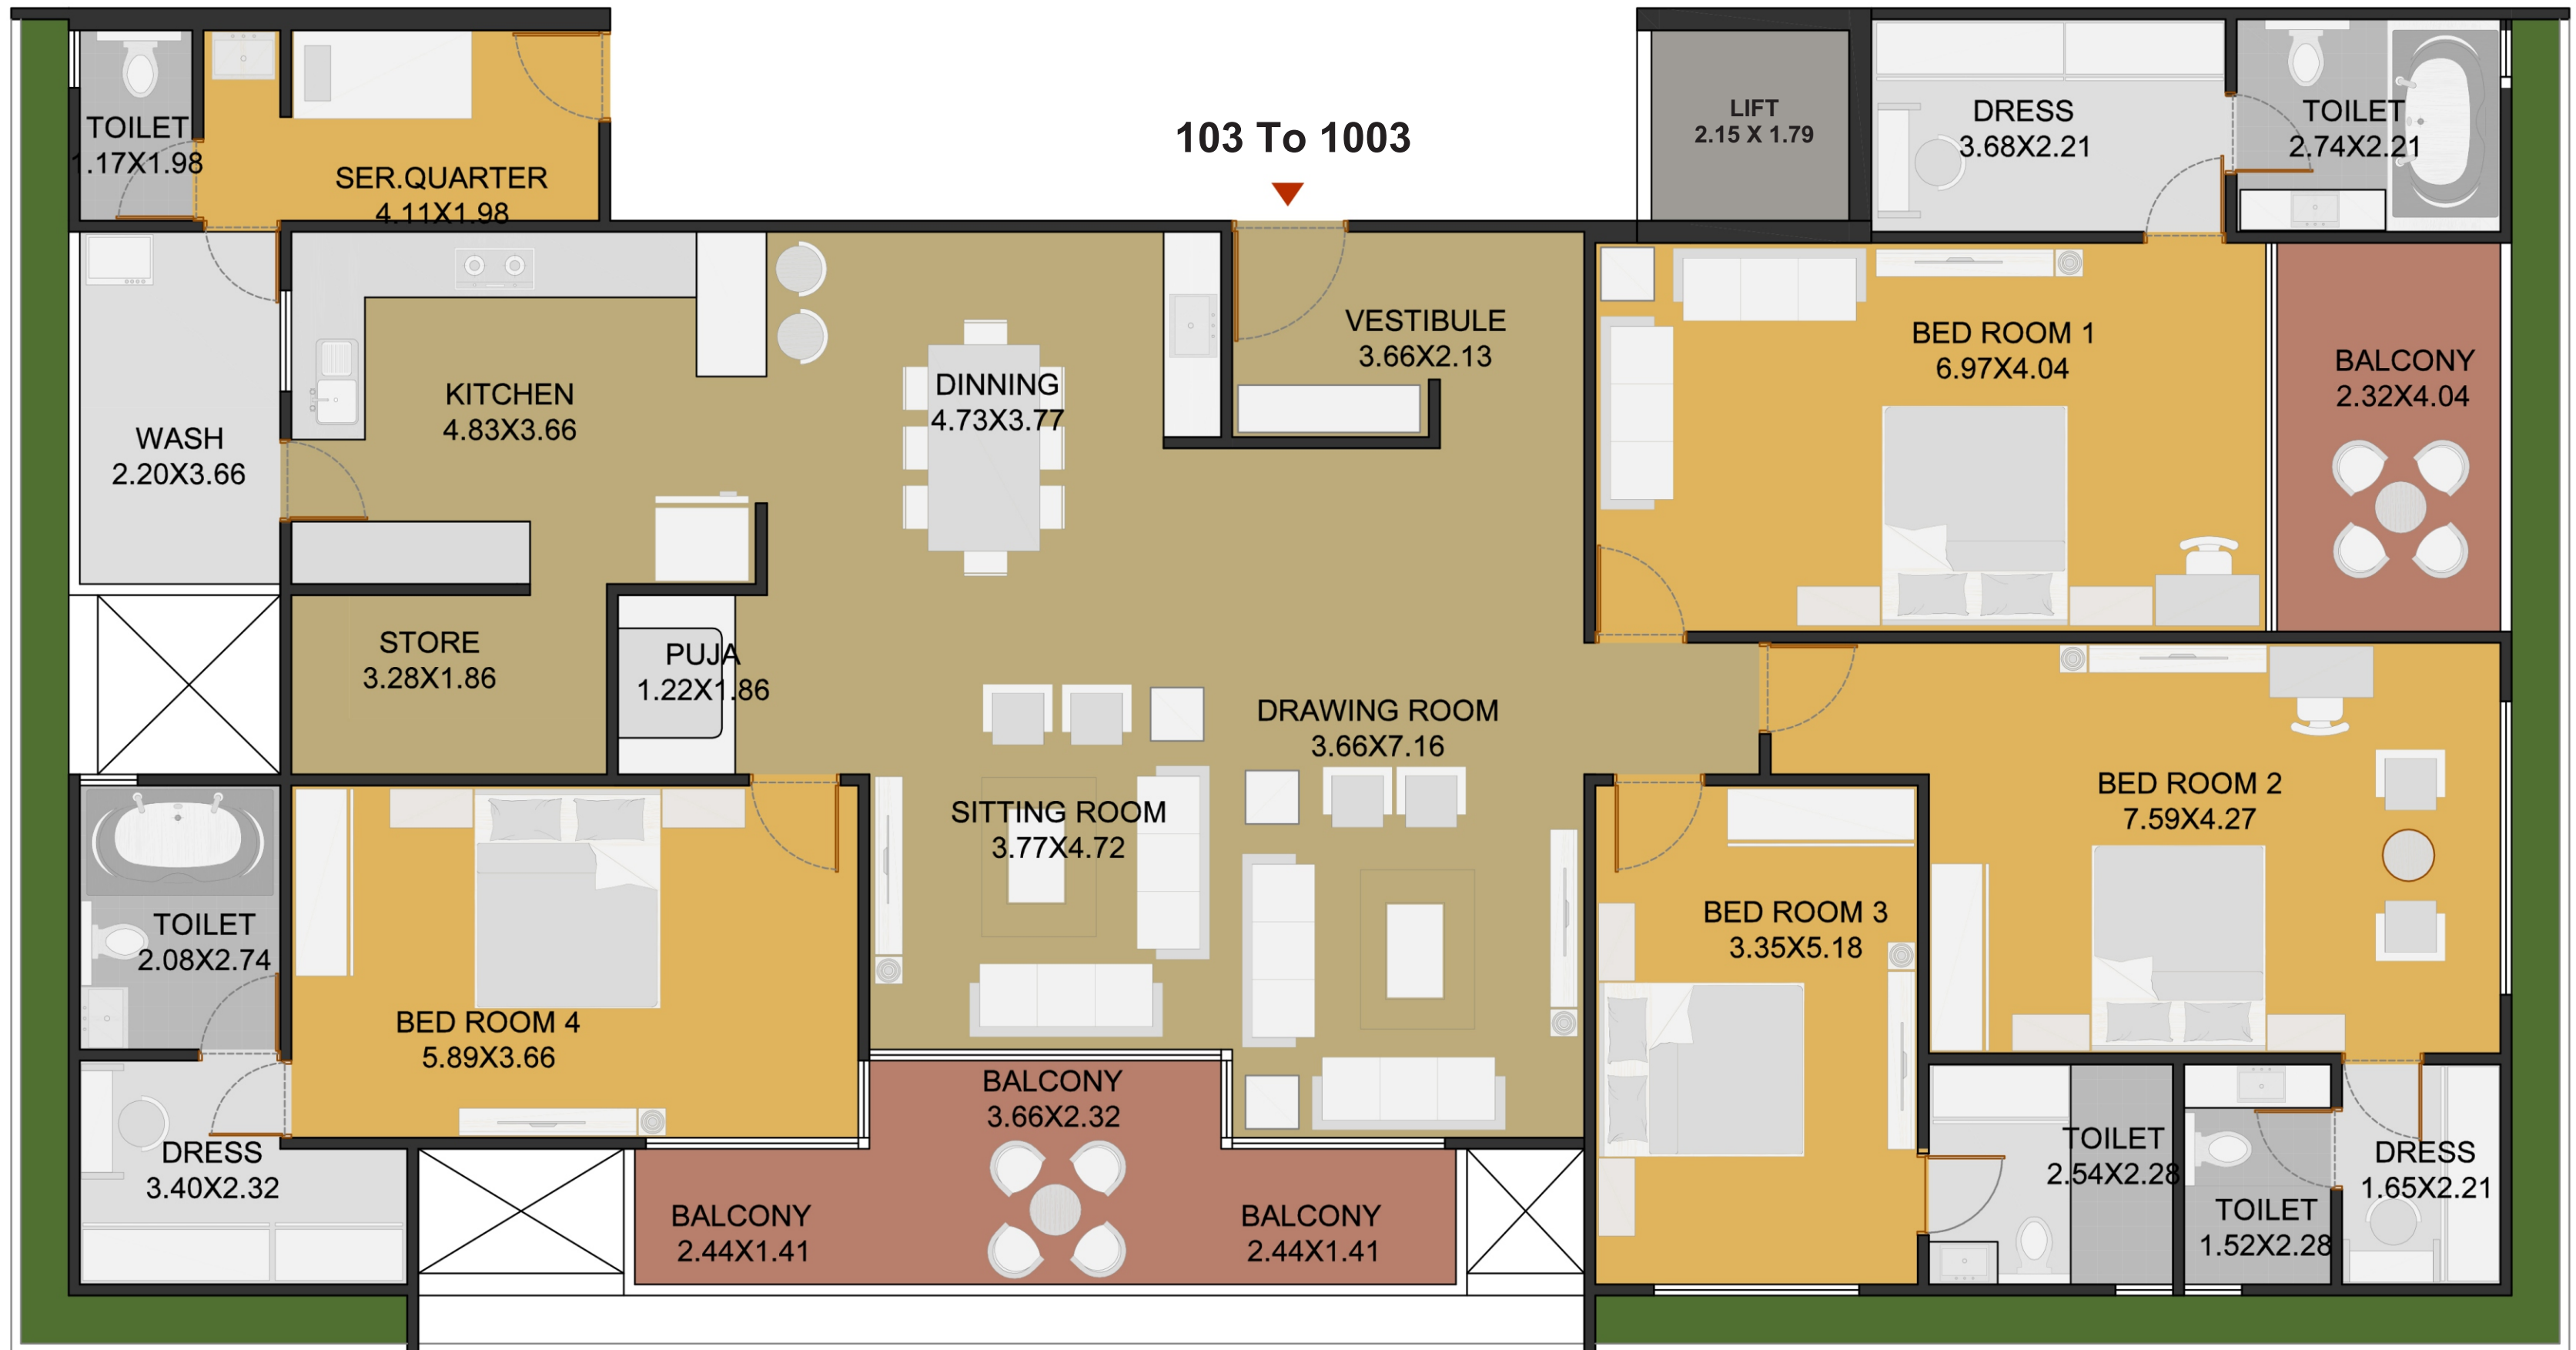 TOILET
1.17X1.98
SER.QUARTER
4.11X1.98
103 To 1003
LIFT
2.15 X 1.79
DRESS
3.68X2.21
TOILET
2.74X2.21
VESTIBULE
3.66X2.13
BED ROOM 1
6.97X4.04
BALCONY
2.32X4.04
KITCHEN
4.83X3.66
DINNING
4.73X3.77
WASH
2.20X3.66
STORE
3.28X1.86
PUJA
1.22X1.86
DRAWING ROOM
3.66X7.16
SITTING ROOM
3.77X4.72
BED ROOM 2
7.59X4.27
BED ROOM 3
3.35X5.18
TOILET
2.08X2.74
BED ROOM 4
5.89X3.66
BALCONY
3.66X2.32
DRESS
3.40X2.32
BALCONY
2.44X1.41
BALCONY
2.44X1.41
TOILET
2.54X2.28
TOILET
1.52X2.28
DRESS
1.65X2.21